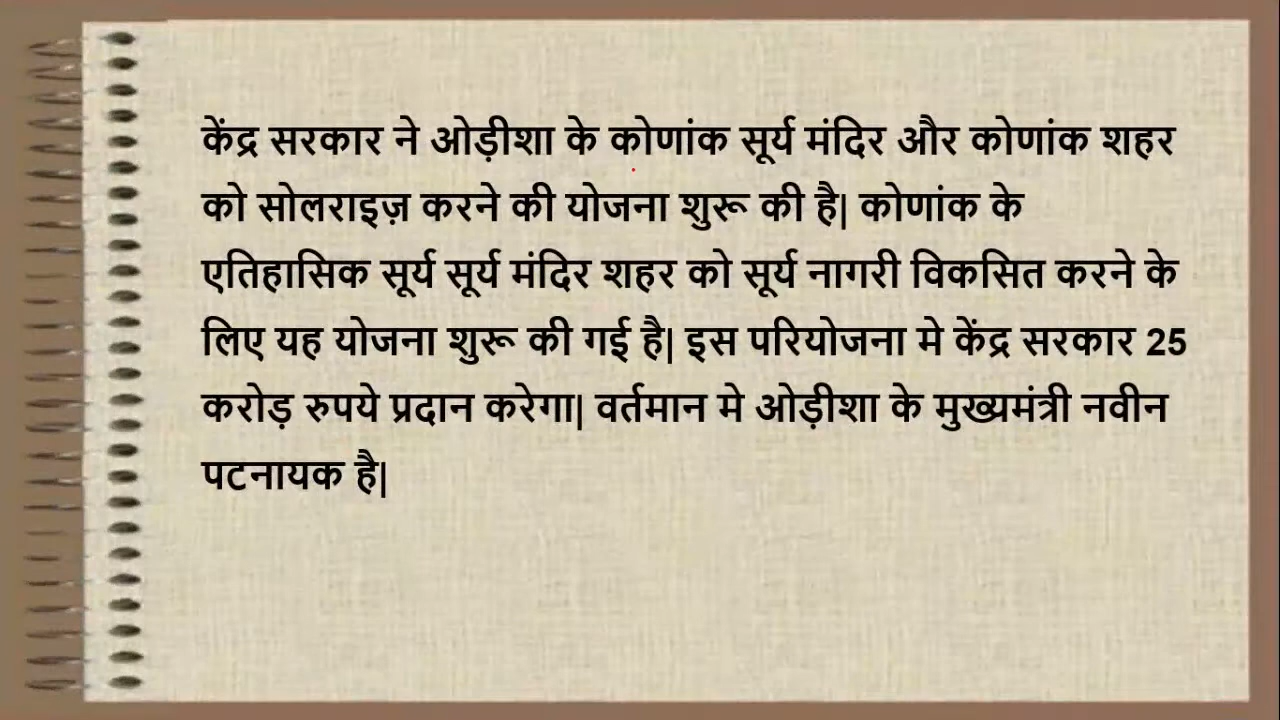 केंद्र सरकार ने ओड़ीशा के कोणांक सूर्य मंदिर और कोणांक शहर
को सोलराइज़ करने की योजना शुरू की है| कोणांक के
एतिहासिक सूर्य सूर्य मंदिर शहर को सूर्य नागरी विकसित करने के
लिए यह योजना शुरू की गई है| इस परियोजना मे केंद्र सरकार 25
करोड़ रुपये प्रदान करेगा| वर्तमान मे ओड़ीशा के मुख्यमंत्री नवीन
पटनायक है|